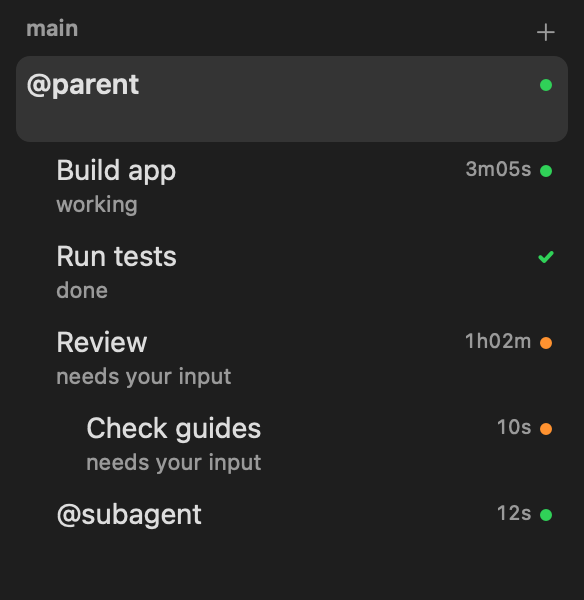 main
@parent
Build app 3m05s
working
Run tests
done
Review 1h02m
needs your input
Check guides 10s
needs your input
@subagent 12s